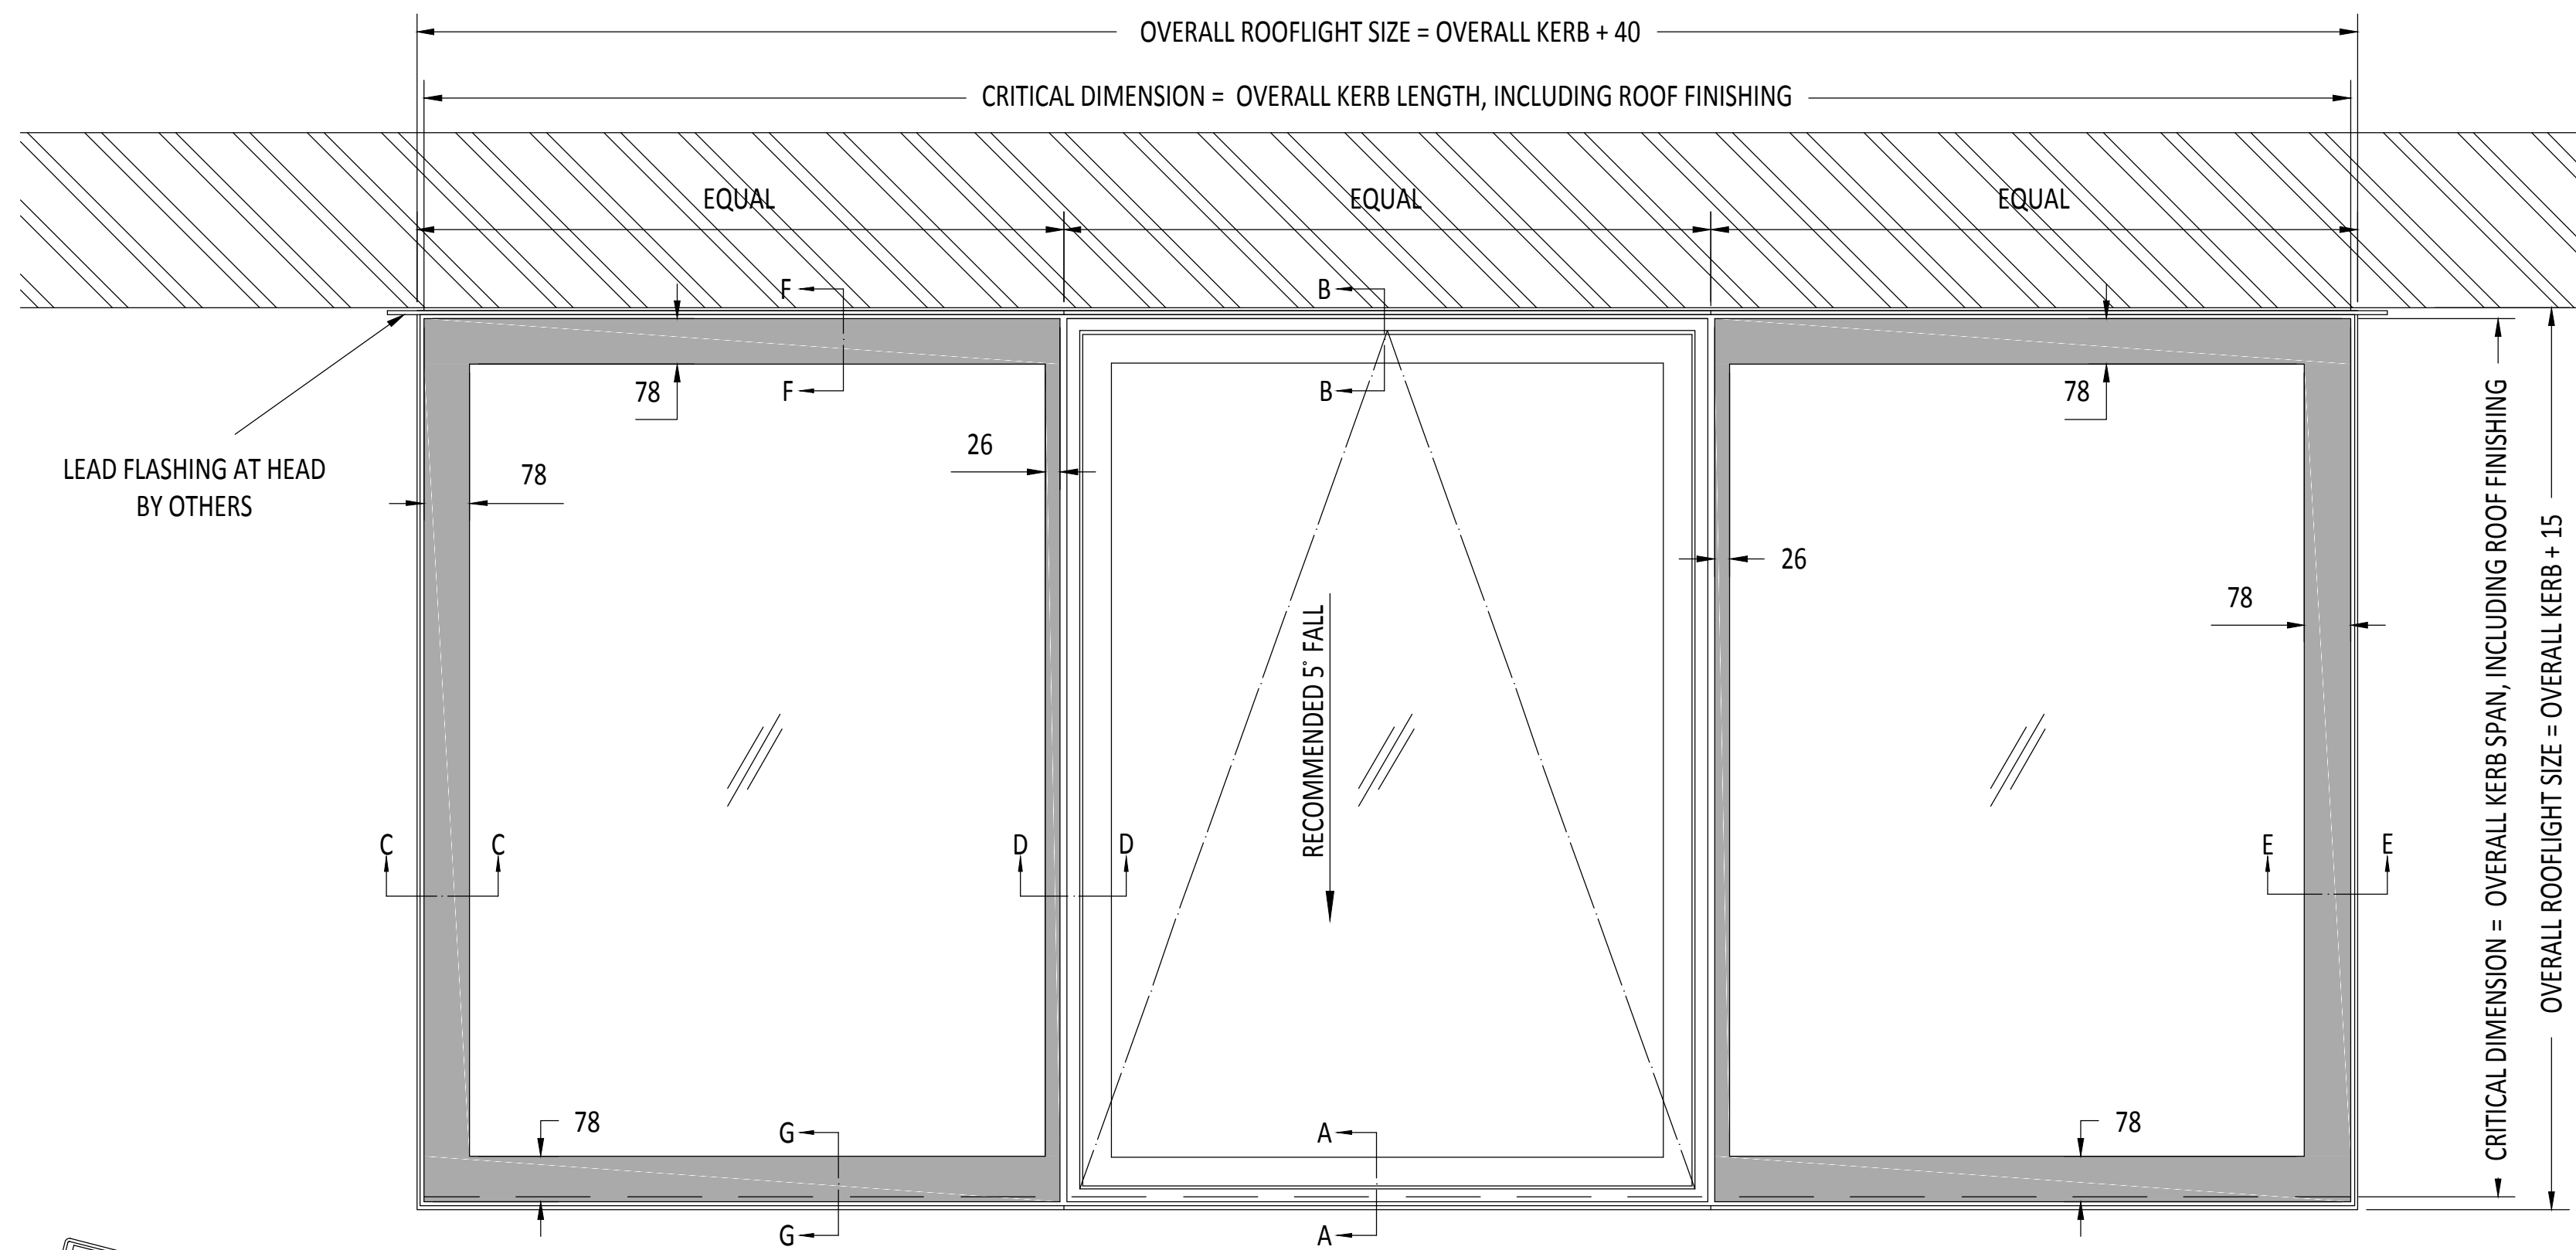 OVERALL ROOFLIGHT SIZE = OVERALL KERB + 40
CRITICAL DIMENSION = OVERALL KERB LENGTH, INCLUDING ROOF FINISHING
EQUAL
EQUAL
EQUAL
F
B
F
B
78
78
26
LEAD FLASHING AT HEAD
BY OTHERS
78
26
78
RECOMMENDED 5° FALL
CRITICAL DIMENSION = OVERALL KERB SPAN, INCLUDING ROOF FINISHING
OVERALL ROOFLIGHT SIZE = OVERALL KERB + 15
C
C
D
D
E
E
78
78
G
A
G
A